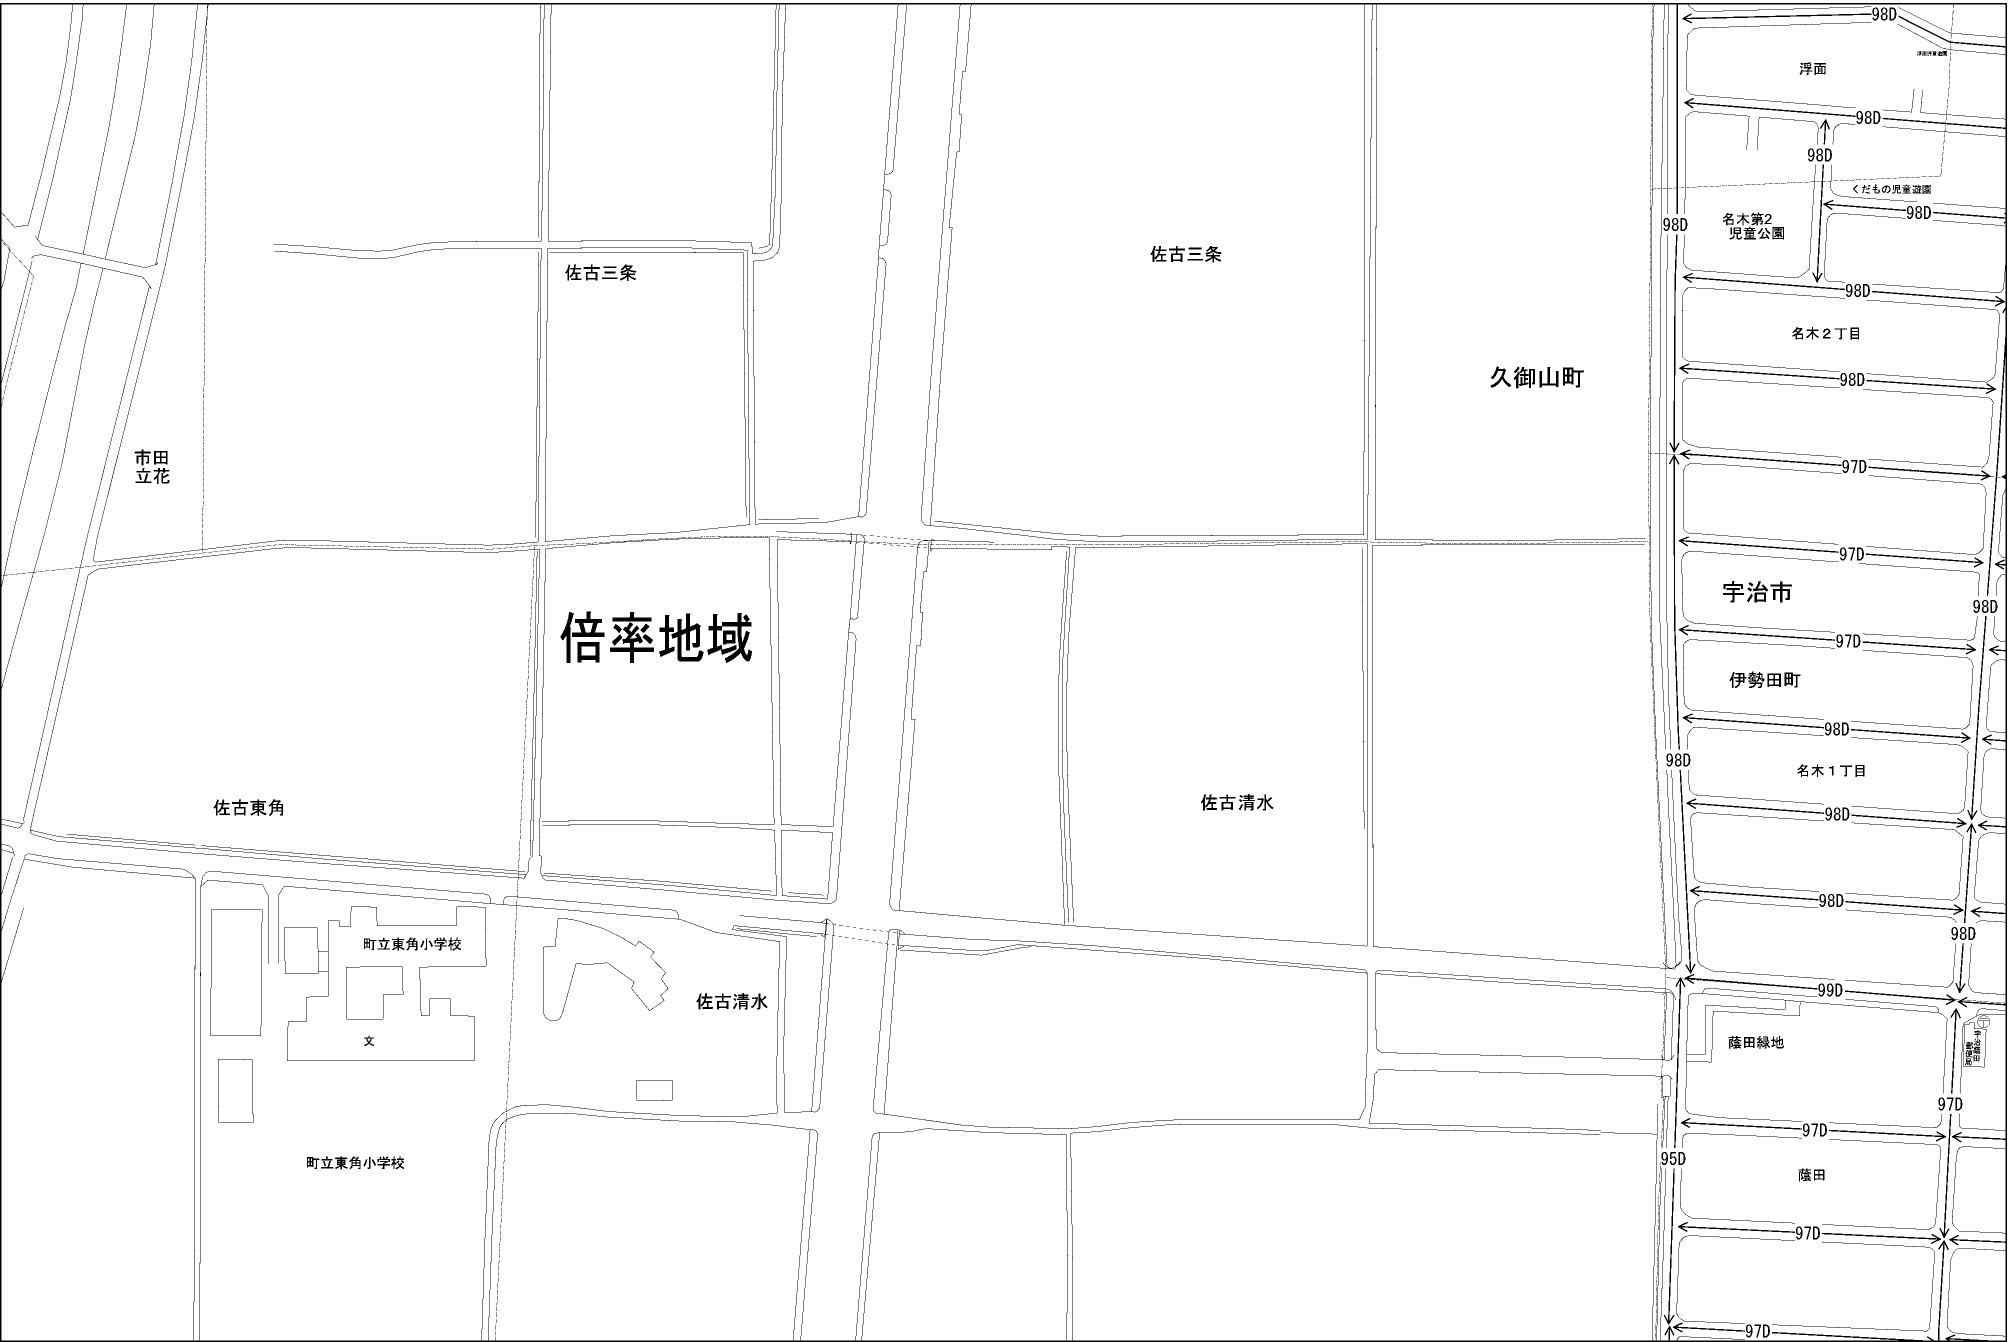 98D
浮面
98D
98D
くだもの児童遊園
98D
98D
名木第2
児童公園
佐古三条
佐古三条
98D
名木２丁目
久御山町
98D
市田
立花
97D
97D
宇治市
98D
倍率地域
97D
伊勢田町
98D
98D
名木１丁目
佐古東角
佐古清水
98D
98D
98D
町立東角小学校
佐古清水
99D
文
蔭田緑地
97D
97D
95D
町立東角小学校
蔭田
97D
97D